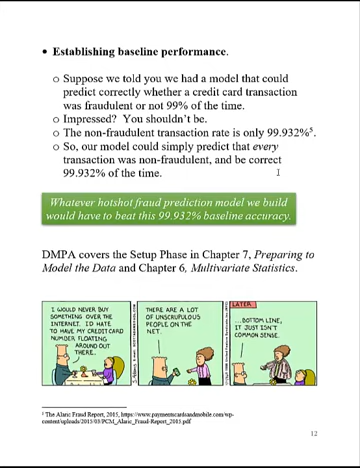 • Establishing baseline performance.
o Suppose we told you we had a model that could
predict correctly whether a credit card transaction
was fraudulent or not 99% of the time.
o Impressed? You shouldn't be.
o The non-fraudulent transaction rate is only 99.932%⁵.
o So, our model could simply predict that every
transaction was non-fraudulent, and be correct
99.932% of the time.
Whatever hotshot fraud prediction model we build
would have to beat this 99.932% baseline accuracy.
DMPA covers the Setup Phase in Chapter 7, Preparing to
Model the Data and Chapter 6, Multivariate Statistics.
I WOULD NEVER BUY
SOMETHING OVER THE
INTERNET. I'D HATE
TO HAVE MY CREDIT CARD
NUMBER FLOATING
AROUND OUT
THERE.
THERE ARE A LOT
OF UNSCRUPULOUS
PEOPLE ON THE
NET.
LATER
...BOTTOM LINE,
IT JUST ISN'T
COMMON SENSE.
⁵ The Alaric Fraud Report, 2015, https://www.paymentscardsandmobile.com/wp-
content/uploads/2015/03/PCM_Alaric_Fraud-Report_2015.pdf
12